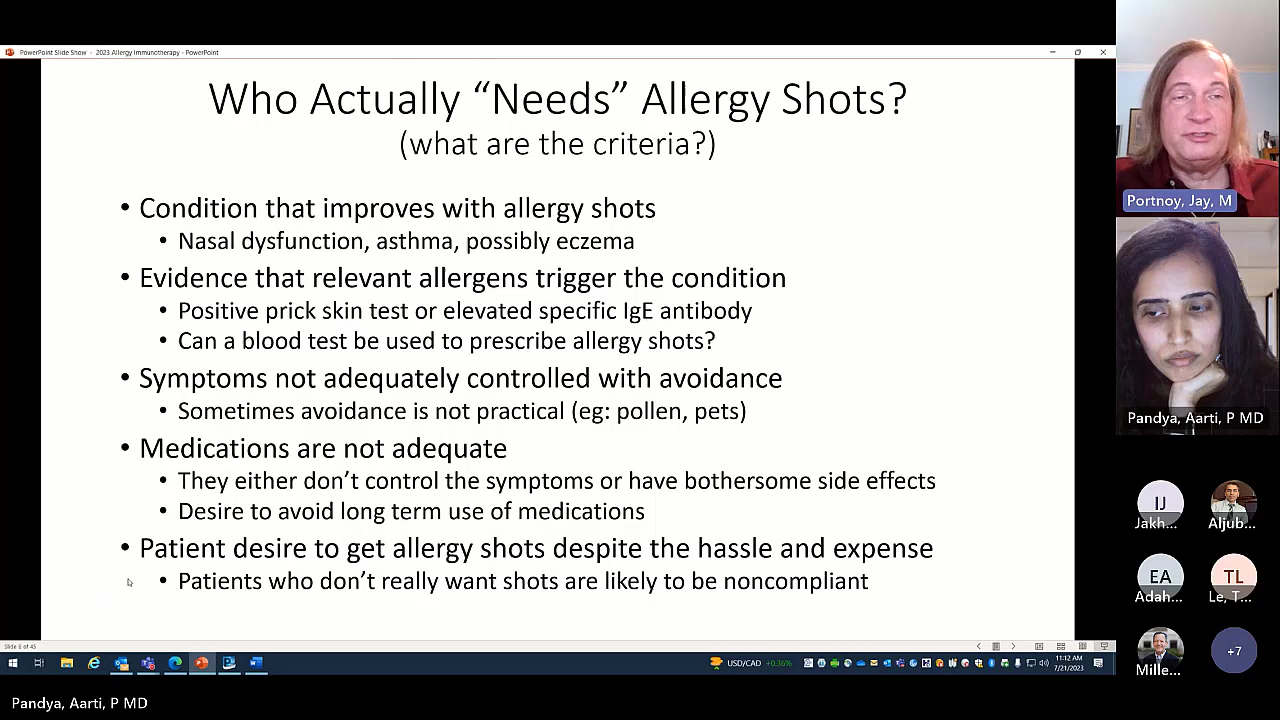 PowerPoint Slide Show - 2023 Allergy Immunotherapy - PowerPoint
Who Actually “Needs” Allergy Shots?
(what are the criteria?)
• Condition that improves with allergy shots
• Nasal dysfunction, asthma, possibly eczema
• Evidence that relevant allergens trigger the condition
• Positive prick skin test or elevated specific IgE antibody
• Can a blood test be used to prescribe allergy shots?
• Symptoms not adequately controlled with avoidance
• Sometimes avoidance is not practical (eg: pollen, pets)
• Medications are not adequate
• They either don’t control the symptoms or have bothersome side effects
• Desire to avoid long term use of medications
• Patient desire to get allergy shots despite the hassle and expense
• Patients who don’t really want shots are likely to be noncompliant
Slide 8 of 45
USD/CAD +0.36%
11:12 AM
7/21/2023
Pandya, Aarti, P MD
Portnoy, Jay, M
Pandya, Aarti, P MD
IJ
Jakh...
Aljub...
EA
Adah...
TL
Le, T...
Mille...
+7